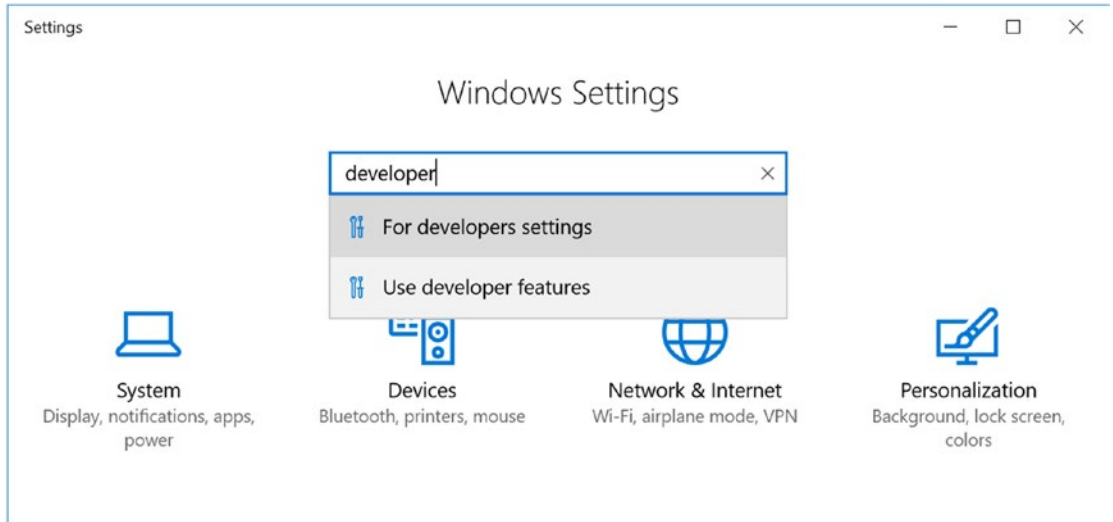 Settings
Windows Settings
developer
For developers settings
Use developer features
System
Display, notifications, apps,
power
Devices
Bluetooth, printers, mouse
Network & Internet
Wi-Fi, airplane mode, VPN
Personalization
Background, lock screen,
colors